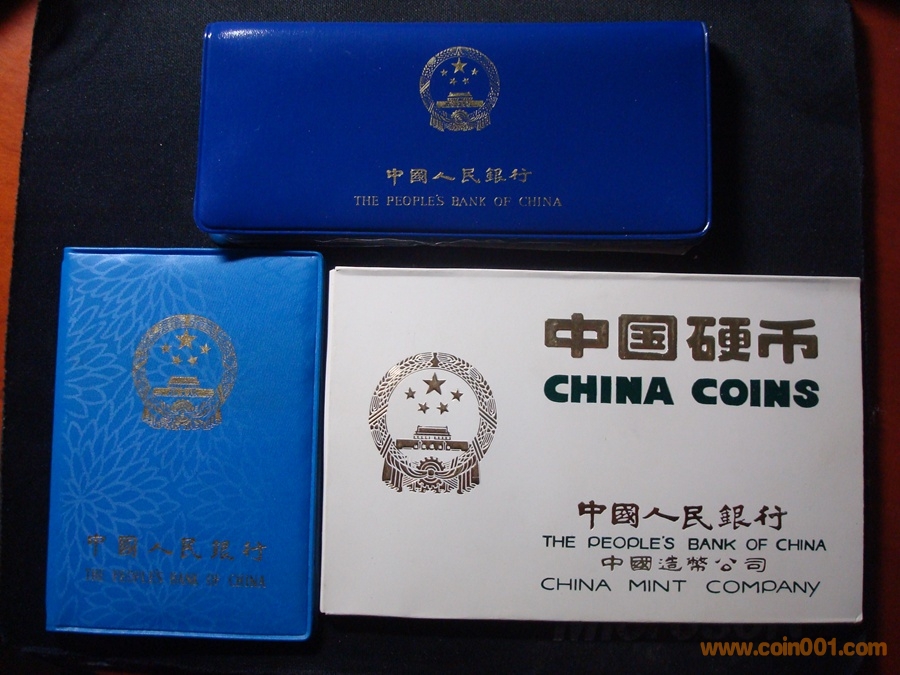 中國人民銀行
THE PEOPLE'S BANK OF CHINA
中國人民銀行
THE PEOPLE'S BANK OF CHINA
中国硬币
CHINA COINS
中國人民銀行
THE PEOPLE'S BANK OF CHINA
中國造幣公司
CHINA MINT COMPANY
www.coin001.com